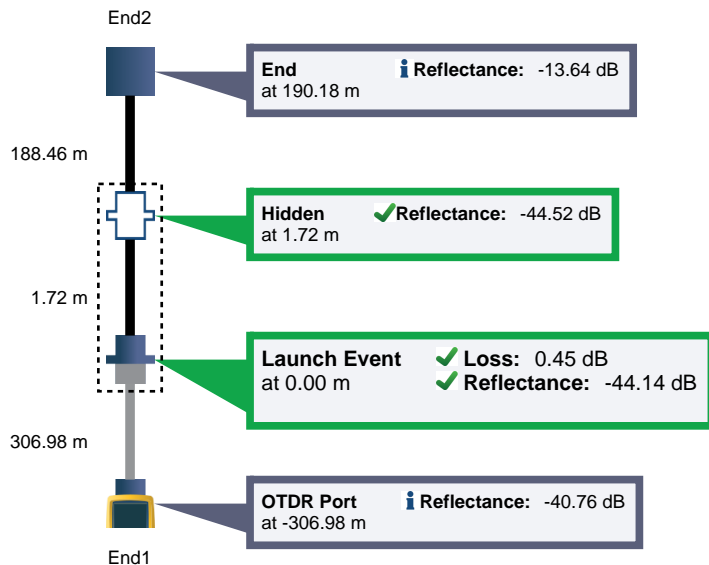 End2
End Reflectance: -13.64 dB
at 190.18 m
188.46 m
Hidden Reflectance: -44.52 dB
at 1.72 m
1.72 m
Launch Event Loss: 0.45 dB
at 0.00 m Reflectance: -44.14 dB
306.98 m
OTDR Port Reflectance: -40.76 dB
at -306.98 m
End1